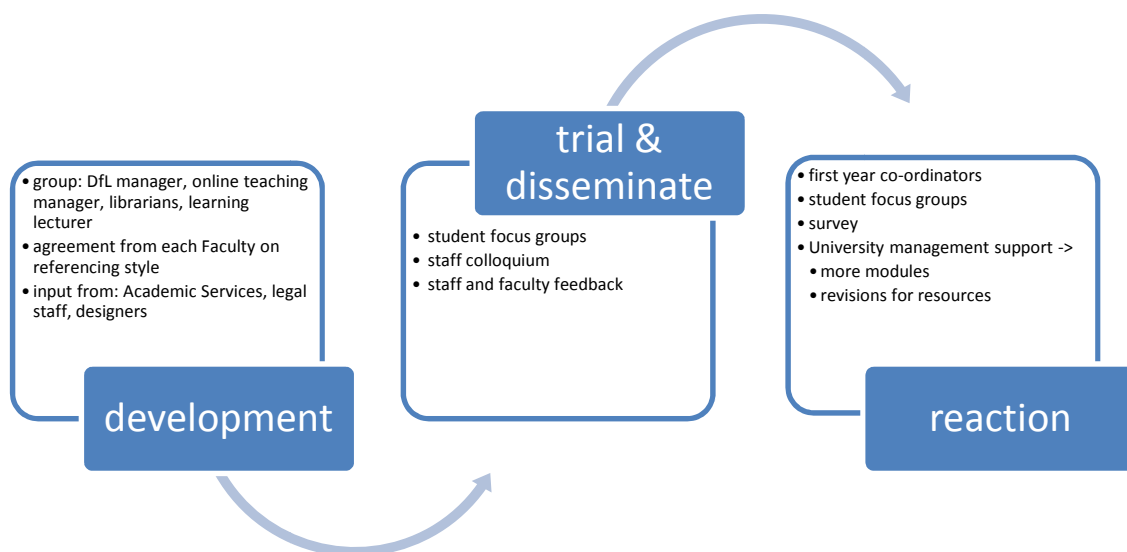 • group: DfL manager, online teaching
manager, librarians, learning
lecturer
• agreement from each Faculty on
referencing style
• input from: Academic Services, legal
staff, designers
development
trial &
disseminate
• student focus groups
• staff colloquium
• staff and faculty feedback
• first year co-ordinators
• student focus groups
• survey
• University management support ->
• more modules
• revisions for resources
reaction